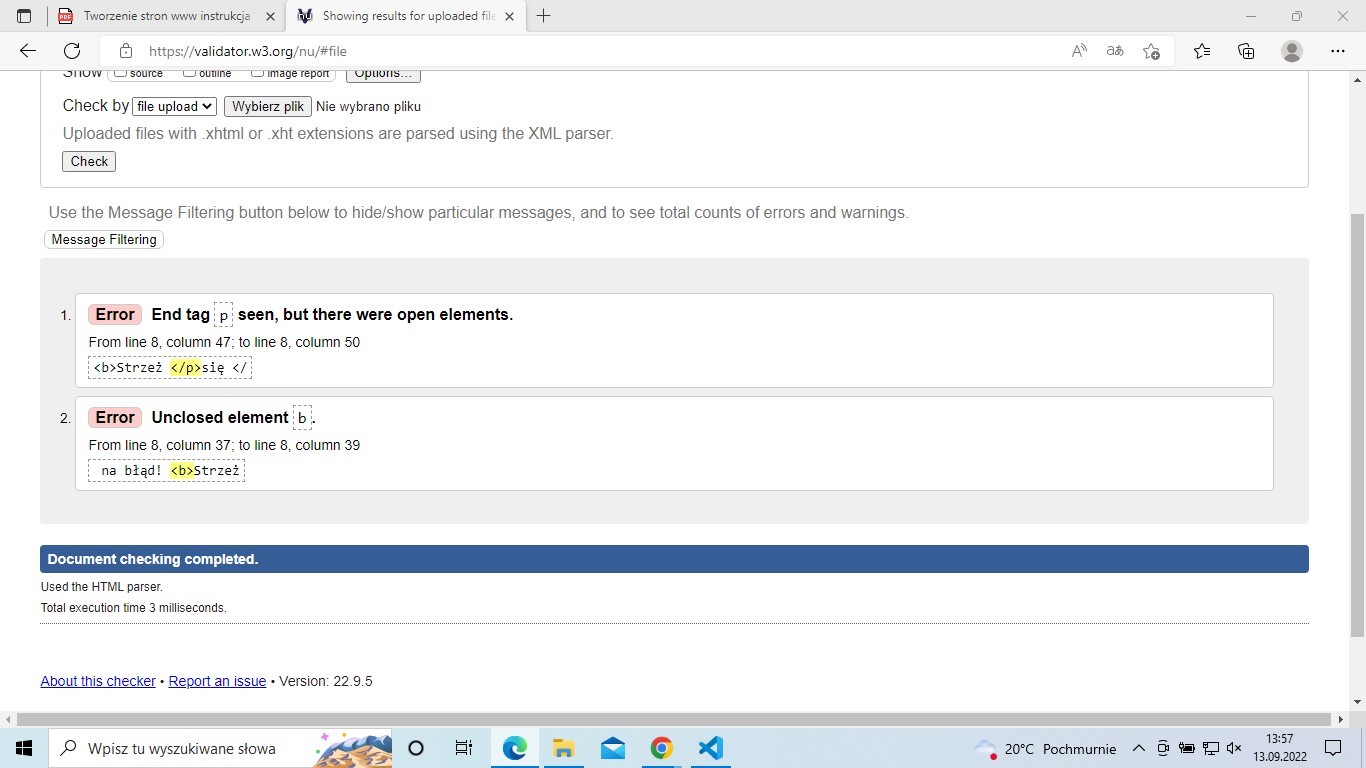 Tworzenie stron www instrukcja
Showing results for uploaded file
https://validator.w3.org/nu/#file
Show source outline image report Options...
Check by file upload Wybierz plik Nie wybrano pliku
Uploaded files with .xhtml or .xht extensions are parsed using the XML parser.
Check
Use the Message Filtering button below to hide/show particular messages, and to see total counts of errors and warnings.
Message Filtering
1. Error End tag p seen, but there were open elements.
From line 8, column 47; to line 8, column 50
<b>Strzeż </p>się </
2. Error Unclosed element b.
From line 8, column 37; to line 8, column 39
na błąd! <b>Strzeż
Document checking completed.
Used the HTML parser.
Total execution time 3 milliseconds.
About this checker • Report an issue • Version: 22.9.5
Wpisz tu wyszukiwane słowa
20°C Pochmurnie
13:57
13.09.2022